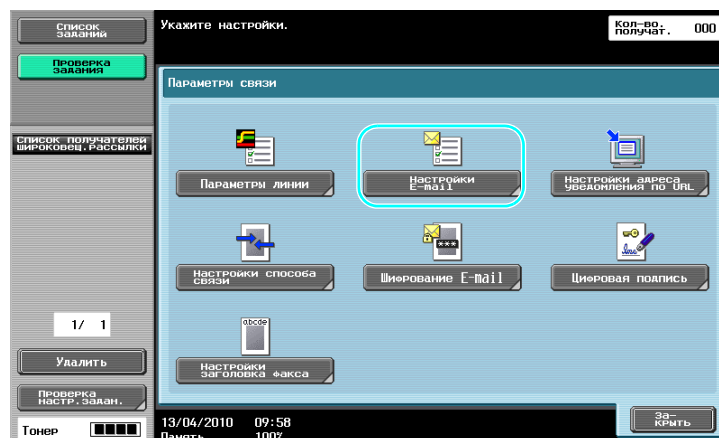 Список
заданий
Укажите настройки.
Кол-во.
получат.
000
Проверка
задания
Параметры связи
Список получателей
широковещ.рассылки
Параметры линии
Настройки
E-mail
Настройки адреса
уведомления по URL
Настройки способа
связи
***
Шифрование E-mail
Цифровая подпись
abcde
Настройки
заголовка факса
1/ 1
Удалить
Проверка
настр.задан.
Тонер
13/04/2010 09:58
Память 100%
За-
крыть